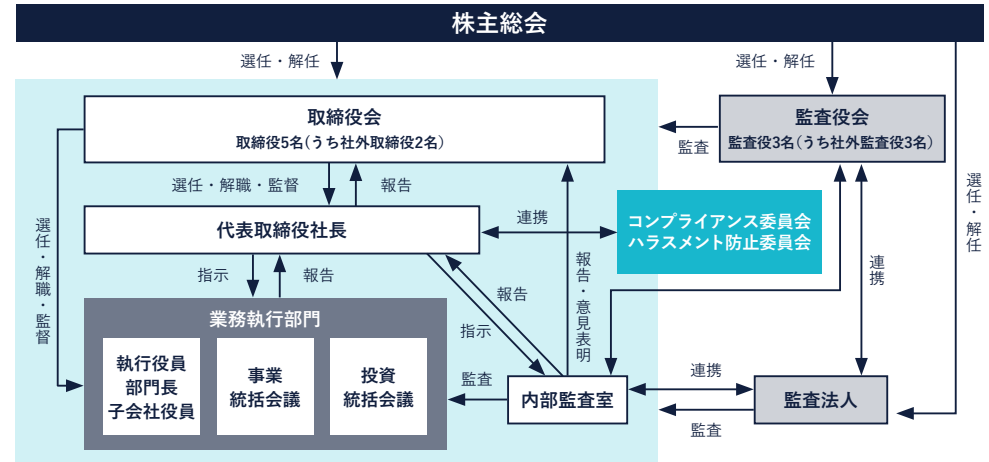 株主総会
選任・解任
選任・解任
取締役会
取締役5名（うち社外取締役2名）
監査役会
監査役3名（うち社外監査役3名）
監査
選任・解任
選任・解職・監督
報告
代表取締役社長
連携
コンプライアンス委員会
ハラスメント防止委員会
選任・解職・監督
指示
報告
報告
指示
報告・意見表明
連携
業務執行部門
執行役員
部門長
子会社役員
事業
統括会議
投資
統括会議
監査
内部監査室
連携
監査
監査法人